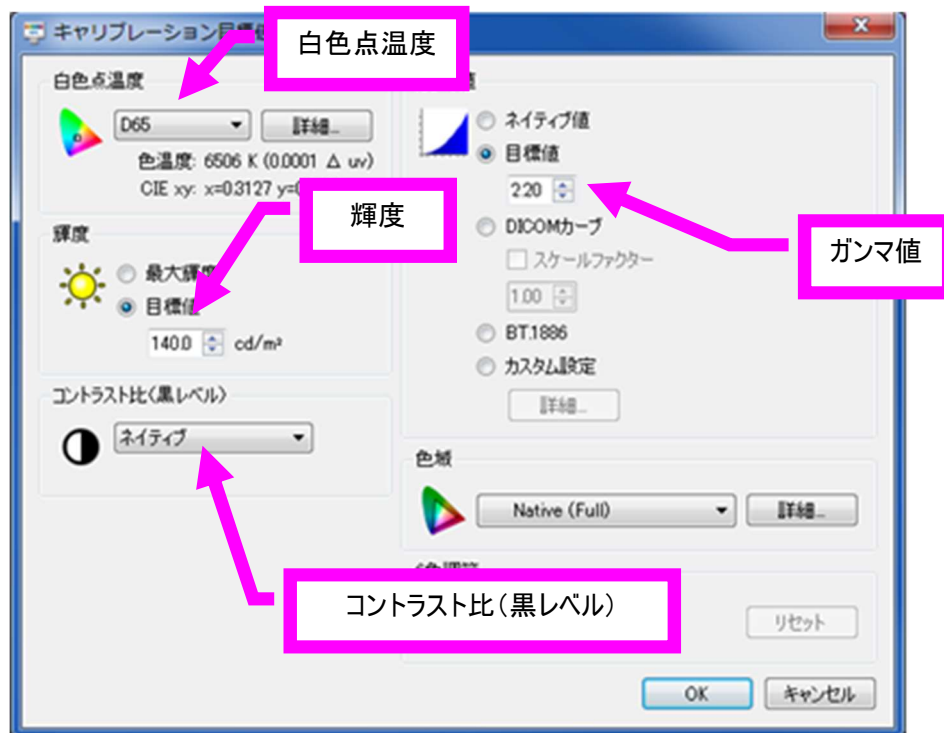 キャリブレーション目標値
白色点温度
白色点温度
D65
詳細...
色温度: 6506 K (0.0001 Δ uv)
CIE xy: x=0.3127
輝度
輝度
最大輝度
目標値
140.0 cd/m²
コントラスト比(黒レベル)
ネイティブ
コントラスト比(黒レベル)
ネイティブ値
目標値
2.20
ガンマ値
DICOMカーブ
スケールファクター
1.00
BT.1886
カスタム設定
詳細...
色域
Native (Full)
詳細...
6色調節
リセット
OK
キャンセル